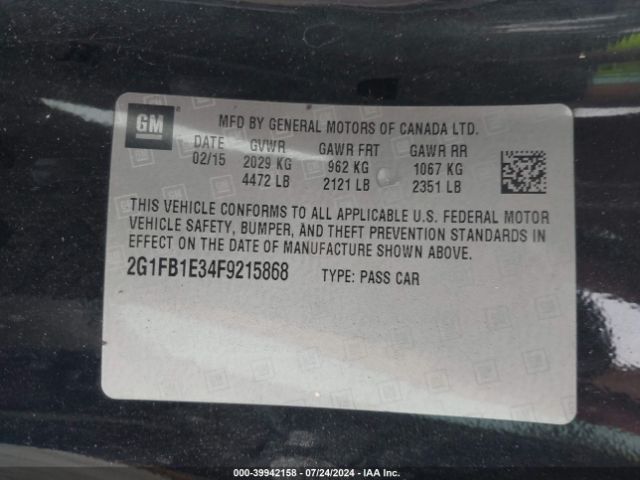 GM
MFD BY GENERAL MOTORS OF CANADA LTD.
DATE GVWR GAWR FRT GAWR RR
02/15 2029 KG 962 KG 1067 KG
4472 LB 2121 LB 2351 LB
THIS VEHICLE CONFORMS TO ALL APPLICABLE U.S. FEDERAL MOTOR
VEHICLE SAFETY, BUMPER, AND THEFT PREVENTION STANDARDS IN
EFFECT ON THE DATE OF MANUFACTURE SHOWN ABOVE.
2G1FB1E34F9215868 TYPE: PASS CAR
000-39942158 - 07/24/2024 - IAA Inc.